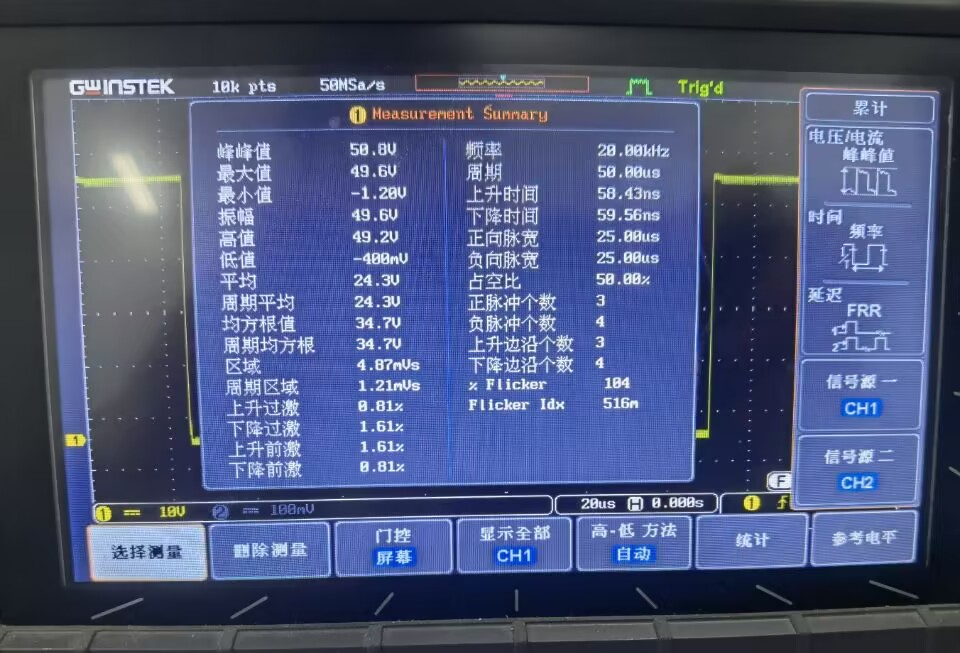 GWINSTEK 10k pts 50MSa/s Trig'd
1 Measurement Summary
峰峰值 50.8V 频率 20.00kHz
最大值 49.6V 周期 50.00us
最小值 -1.20V 上升时间 58.43ns
振幅 49.6V 下降时间 59.56ns
高值 49.2V 正向脉宽 25.00us
低值 -400mV 负向脉宽 25.00us
平均 24.3V 占空比 50.00%
周期平均 24.3V 正脉冲个数 3
均方根值 34.7V 负脉冲个数 4
周期均方根 34.7V 上升边沿个数 3
区域 4.87mVs 下降边沿个数 4
周期区域 1.21mVs % Flicker 104
上升过激 0.81% Flicker Idx 516m
下降过激 1.61%
上升前激 1.61%
下降前激 0.81%
累计
电压/电流
峰峰值
时间
频率
延迟
FRR
1
2
信号源一
CH1
信号源二
CH2
1
F
1 10V 2 100mV 20us H 0.000s 1
选择测量
删除测量
门控
屏幕
显示全部
CH1
高-低 方法
自动
统计
参考电平